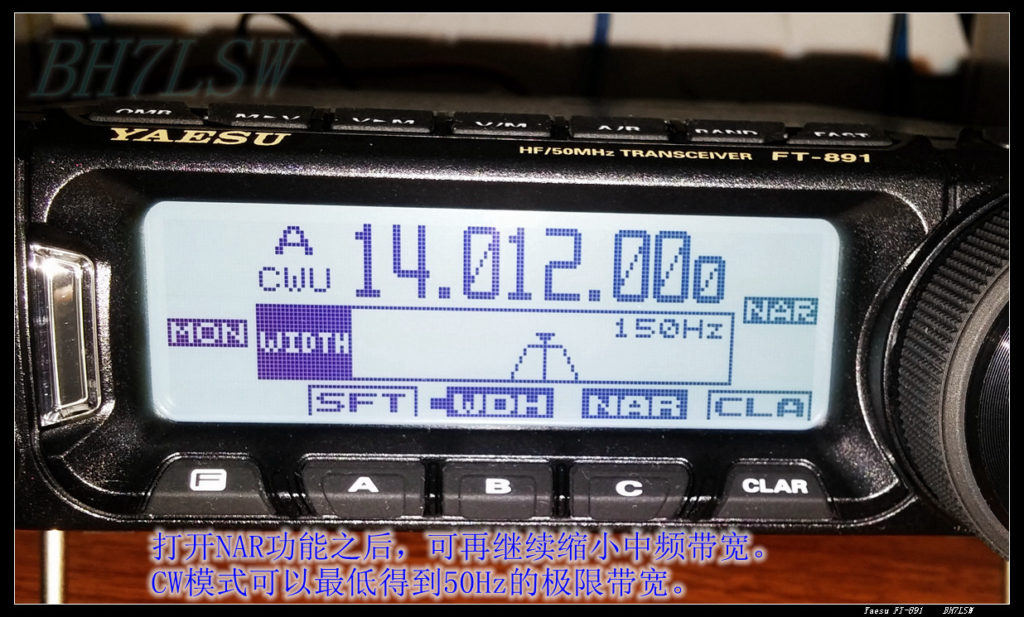 BH7LSW
M►V V►M V/M A/B BAND FAST
YAESU
HF/50MHz TRANSCEIVER FT-891
A 14.012.000
CWU
NAR
150Hz
MON WIDTH
SFT WDH NAR CLA
F A B C CLAR
打开NAR功能之后，可再继续缩小中频带宽。
CW模式可以最低得到50Hz的极限带宽。
Yaesu FT-891 BH7LSW